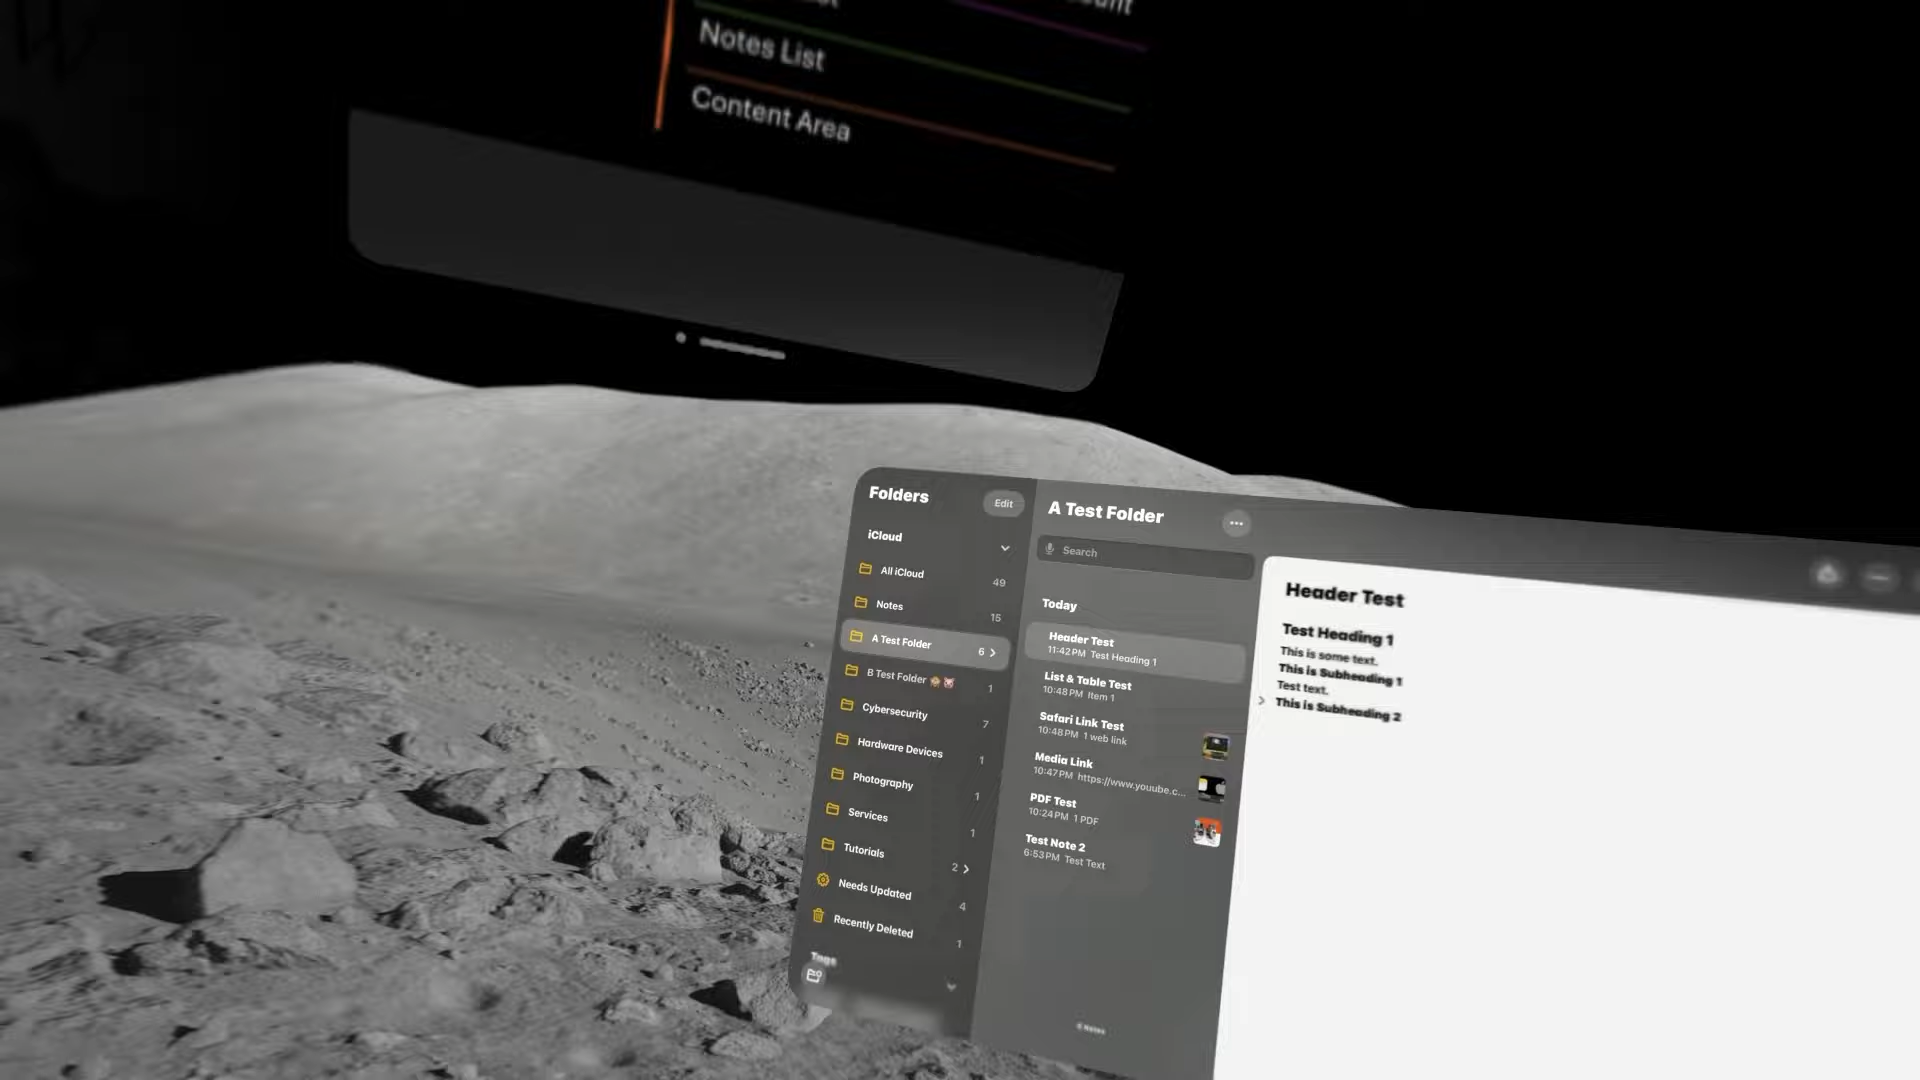 Notes List
Content Area
Folders
Edit
iCloud
All iCloud
49
Notes
15
A Test Folder
6
B Test Folder 🙈 🐷
1
Cybersecurity
7
Hardware Devices
1
Photography
1
Services
1
Tutorials
2
Needs Updated
4
Recently Deleted
1
Tags
A Test Folder
Search
Today
Header Test
11:42 PM Test Heading 1
List & Table Test
10:48 PM Item 1
Safari Link Test
10:48 PM 1 web link
Media Link
10:47 PM https://www.youube.c...
PDF Test
10:24 PM 1 PDF
Test Note 2
6:53 PM Test Text
6 Notes
Header Test
Test Heading 1
This is some text.
This is Subheading 1
Test text.
This is Subheading 2